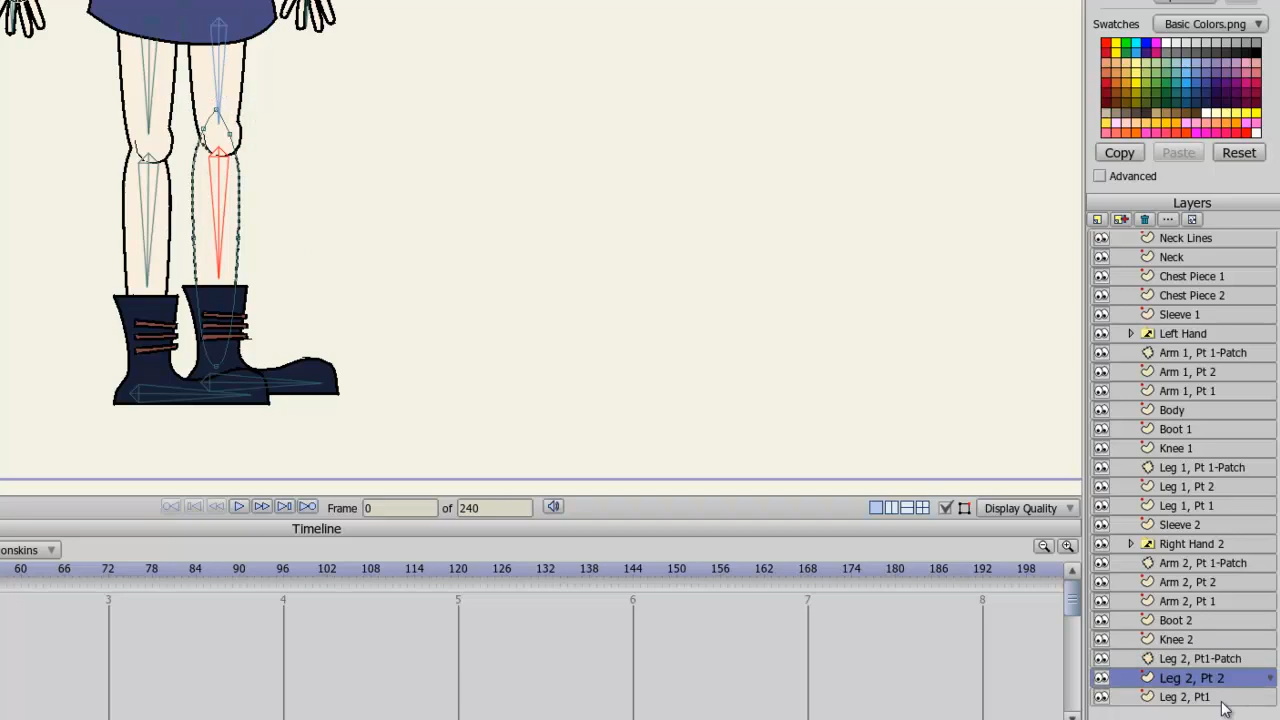 Swatches Basic Colors.png
Copy Paste Reset
Advanced
Layers
Neck Lines
Neck
Chest Piece 1
Chest Piece 2
Sleeve 1
Left Hand
Arm 1, Pt 1-Patch
Arm 1, Pt 2
Arm 1, Pt 1
Body
Boot 1
Knee 1
Leg 1, Pt 1-Patch
Leg 1, Pt 2
Leg 1, Pt 1
Sleeve 2
Right Hand 2
Arm 2, Pt 1-Patch
Arm 2, Pt 2
Arm 2, Pt 1
Boot 2
Knee 2
Leg 2, Pt1-Patch
Leg 2, Pt 2
Leg 2, Pt1
Frame 0 of 240 Display Quality
Timeline
onskins
60 66 72 78 84 90 96 102 108 114 120 126 132 138 144 150 156 162 168 174 180 186 192 198
3 4 5 6 7 8